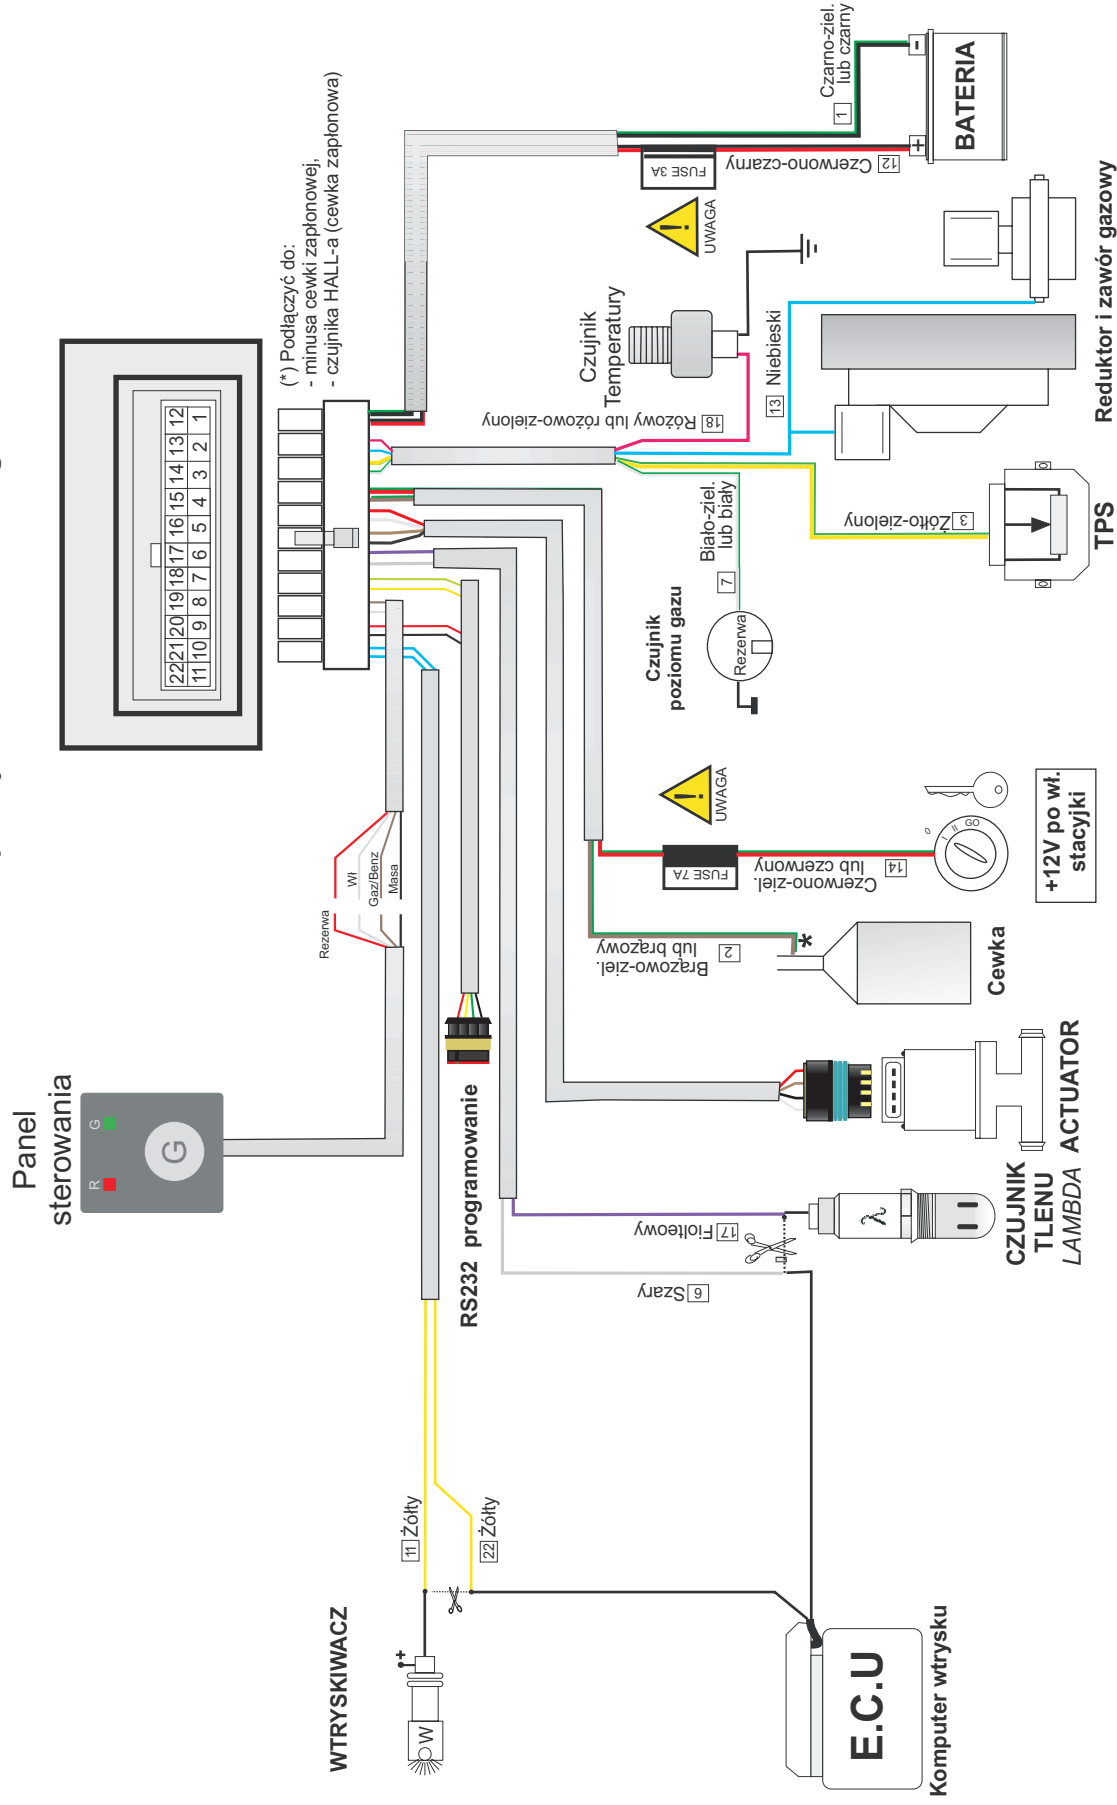 Panel
sterowania
R
G
G
22 21 20 19 18 17 16 15 14 13 12
11 10 9 8 7 6 5 4 3 2 1
(*) Podłączyć do:
- minusa cewki zapłonowej,
- czujnika HALL-a (cewka zapłonowa)
Rezerwa
Wł
Gaz/Benz
Masa
WTRYSKIWACZ
+
W
11 Żółty
22 Żółty
RS232 programowanie
E.C.U
Komputer wtrysku
6 Szary
17 Fiolteowy
λ
CZUJNIK
TLENU
LAMBDA
ACTUATOR
Brązowo-ziel.
lub brązowy
2
*
Cewka
UWAGA
FUSE 7A
Czerwono-ziel.
lub czerwony
14
0
I
II
GO
+12V po wł.
stacyjki
Czujnik
poziomu gazu
Rezerwa
Biało-ziel.
lub biały
7
3 Żółto-zielony
TPS
Czujnik
Temperatury
18 Różowy lub różowo-zielony
13 Niebieski
Reduktor i zawór gazowy
UWAGA
FUSE 3A
12 Czerwono-czarny
Czarno-ziel.
lub czarny
1
+
-
BATERIA